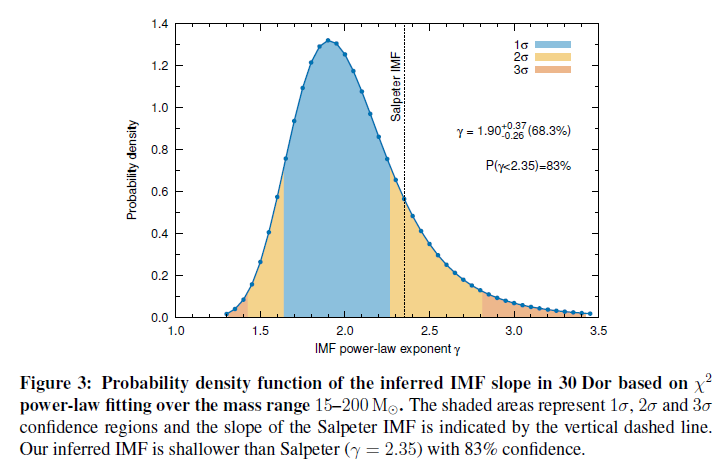 1.4
1.2
1.0
0.8
0.6
0.4
0.2
0.0
Probability density
1.0 1.5 2.0 2.5 3.0 3.5
IMF power-law exponent γ
Salpeter IMF
1σ
2σ
3σ
γ = 1.90+0.37-0.26 (68.3%)
P(γ<2.35)=83%
Figure 3: Probability density function of the inferred IMF slope in 30 Dor based on χ²
power-law fitting over the mass range 15–200 M⊙. The shaded areas represent 1σ, 2σ and 3σ
confidence regions and the slope of the Salpeter IMF is indicated by the vertical dashed line.
Our inferred IMF is shallower than Salpeter (γ = 2.35) with 83% confidence.